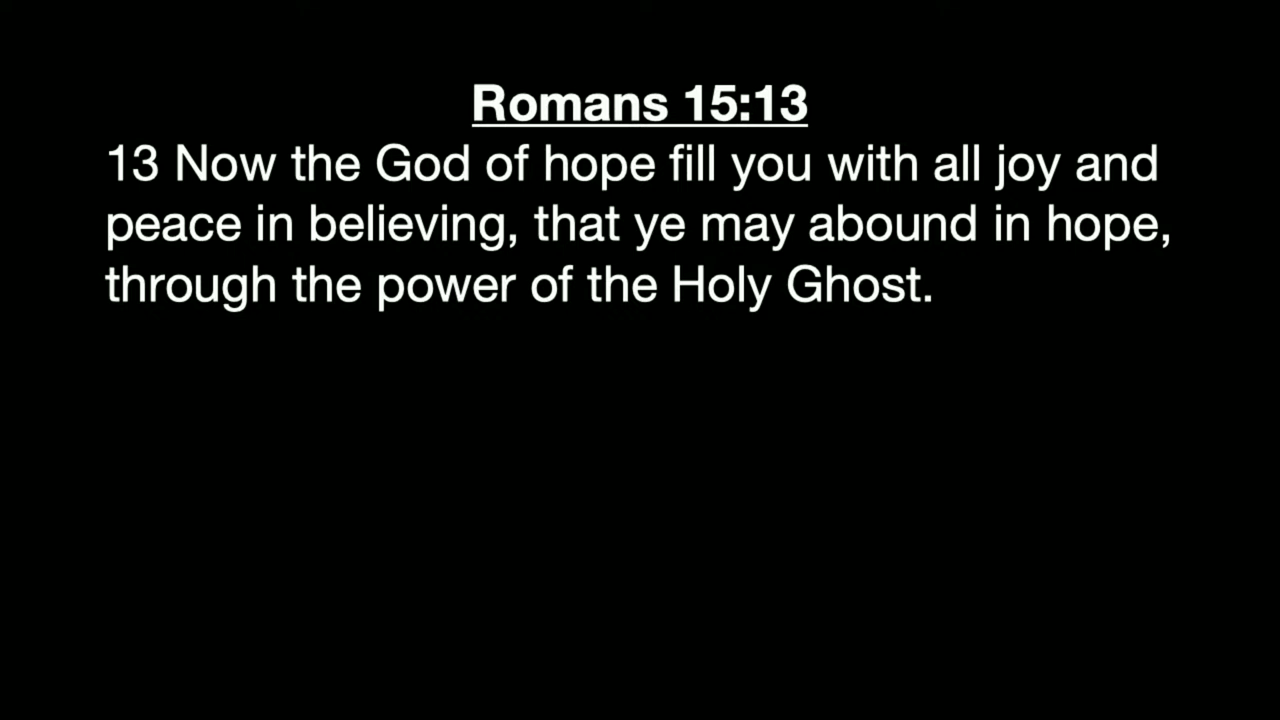 Romans 15:13
13 Now the God of hope fill you with all joy and
peace in believing, that ye may abound in hope,
through the power of the Holy Ghost.